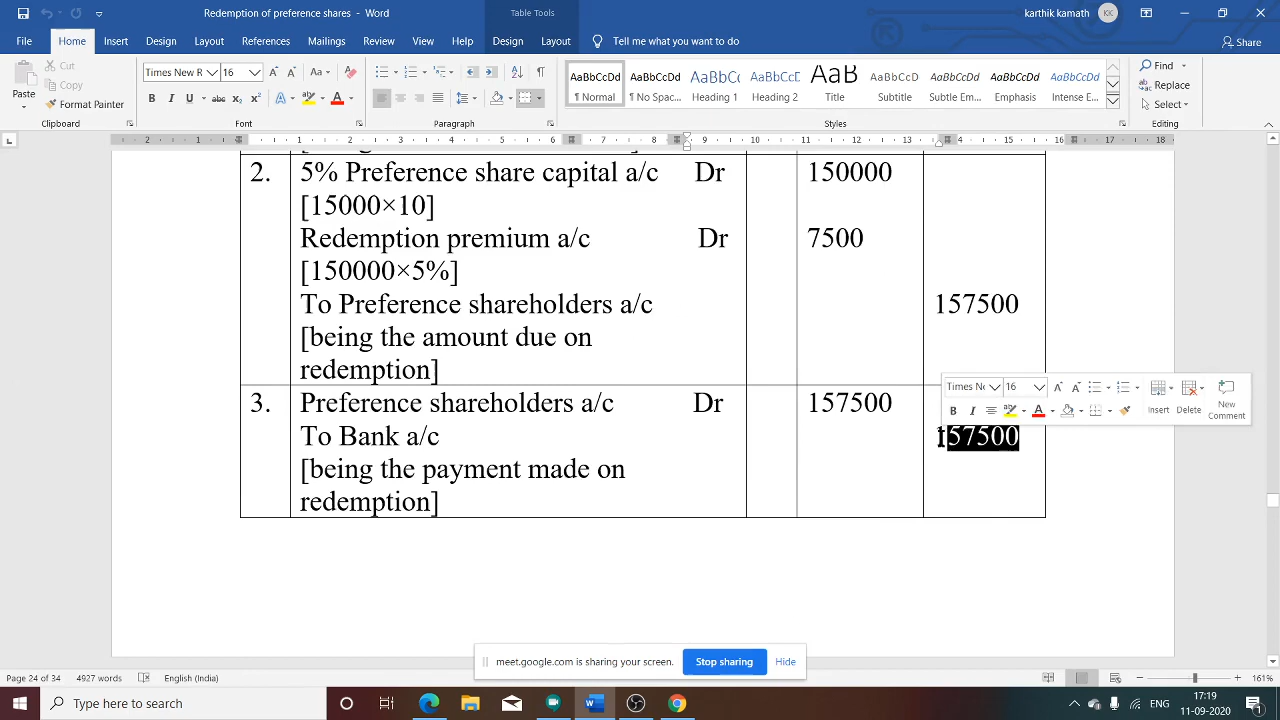 Redemption of preference shares - Word
Table Tools
karthik kamath
KK
File
Home
Insert
Design
Layout
References
Mailings
Review
View
Help
Design
Layout
Tell me what you want to do
Share
Paste
Cut
Copy
Format Painter
Clipboard
Times New R
16
Font
Paragraph
AaBbCcDd
¶ Normal
AaBbCcDd
¶ No Spac...
AaBbCc
Heading 1
AaBbCcD
Heading 2
AaB
Title
AaBbCcD
Subtitle
AaBbCcDd
Subtle Em...
AaBbCcDd
Emphasis
AaBbCcDd
Intense E...
Styles
Find
Replace
Select
Editing
2. 5% Preference share capital a/c Dr 150000
[15000×10]
Redemption premium a/c Dr 7500
[150000×5%]
To Preference shareholders a/c 157500
[being the amount due on
redemption]
3. Preference shareholders a/c Dr 157500
To Bank a/c 157500
[being the payment made on
redemption]
Times Ne
16
Insert
Delete
New
Comment
meet.google.com is sharing your screen.
Stop sharing
Hide
Page 24 of 34
4927 words
English (India)
161%
Type here to search
ENG
17:19
11-09-2020